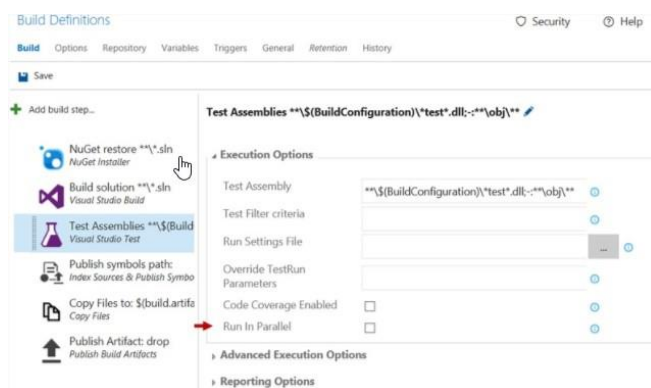 Build Definitions
Security
Help
Build Options Repository Variables Triggers General Retention History
Save
Add build step...
NuGet restore **\*.sln
NuGet Installer
Build solution **\*.sln
Visual Studio Build
Test Assemblies **\$(Build
Visual Studio Test
Publish symbols path:
Index Sources & Publish Symbo
Copy Files to: $(build.artifa
Copy Files
Publish Artifact: drop
Publish Build Artifacts
Test Assemblies **\$(BuildConfiguration)\*test*.dll;-:**\obj\**
Execution Options
Test Assembly **\$(BuildConfiguration)\*test*.dll;-:**\obj\**
Test Filter criteria
Run Settings File ...
Override TestRun
Parameters
Code Coverage Enabled
Run In Parallel
Advanced Execution Options
Reporting Options